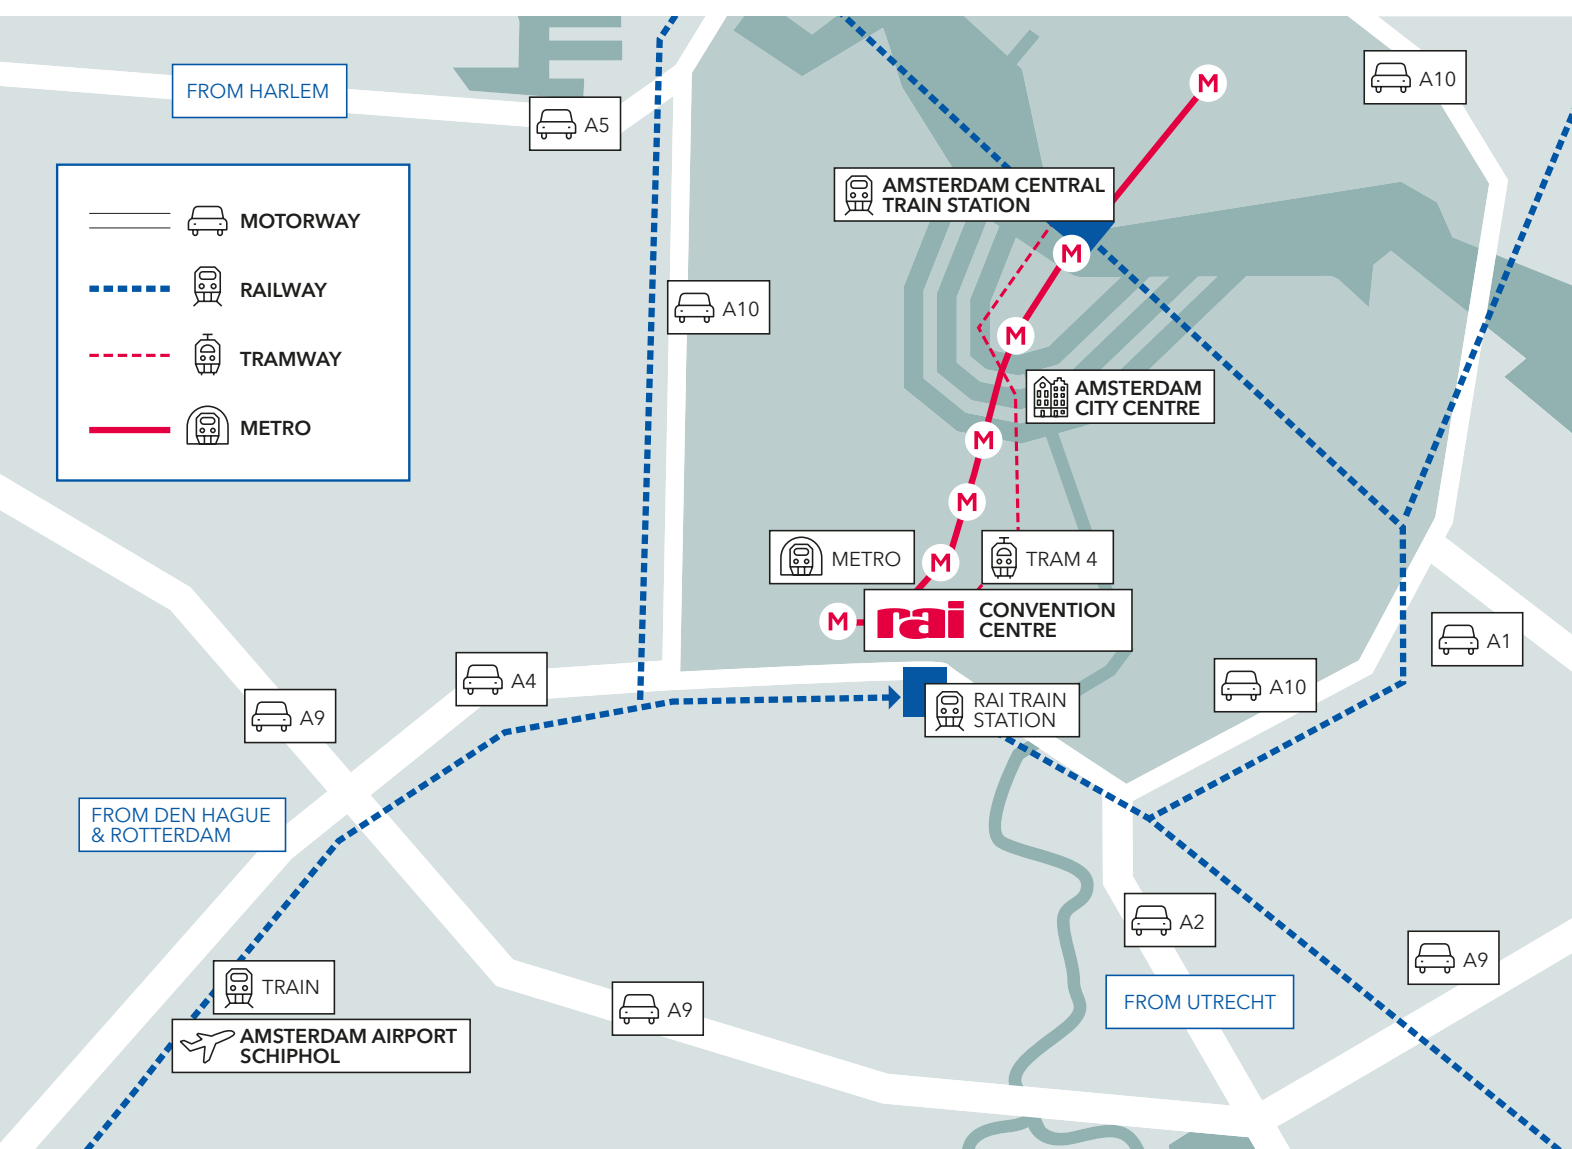 A10
M
FROM HARLEM
A5
MOTORWAY
RAILWAY
TRAMWAY
METRO
AMSTERDAM CENTRAL
TRAIN STATION
M
A10
M
AMSTERDAM
CITY CENTRE
M
M
METRO
M
TRAM 4
M
rai
CONVENTION
CENTRE
A1
A4
A10
RAI TRAIN
STATION
A9
FROM DEN HAGUE
& ROTTERDAM
A2
A9
TRAIN
FROM UTRECHT
A9
AMSTERDAM AIRPORT
SCHIPHOL